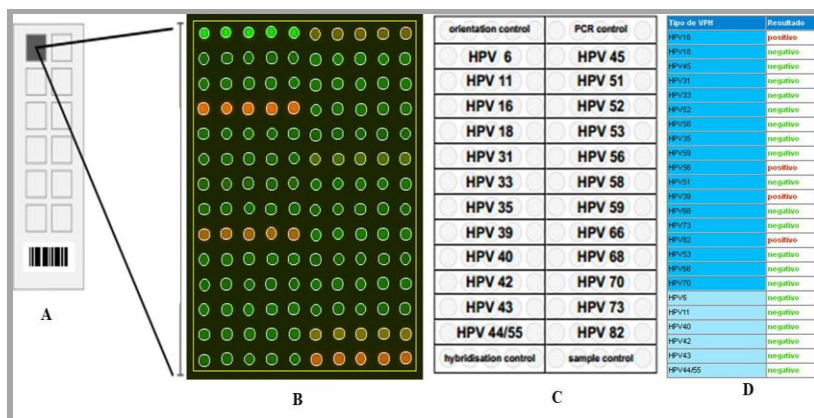 orientation control PCR control
HPV 6 HPV 45
HPV 11 HPV 51
HPV 16 HPV 52
HPV 18 HPV 53
HPV 31 HPV 56
HPV 33 HPV 58
HPV 35 HPV 59
HPV 39 HPV 66
HPV 40 HPV 68
HPV 42 HPV 70
HPV 43 HPV 73
HPV 44/55 HPV 82
hybridisation control sample control
Tipo de VPH Resultado
HPV16 positivo
HPV18 negativo
HPV45 negativo
HPV31 negativo
HPV33 negativo
HPV52 negativo
HPV58 negativo
HPV35 negativo
HPV59 negativo
HPV56 positivo
HPV51 negativo
HPV39 positivo
HPV68 negativo
HPV73 negativo
HPV82 positivo
HPV53 negativo
HPV66 negativo
HPV70 negativo
HPV6 negativo
HPV11 negativo
HPV40 negativo
HPV42 negativo
HPV43 negativo
HPV44/55 negativo
A
B
C
D